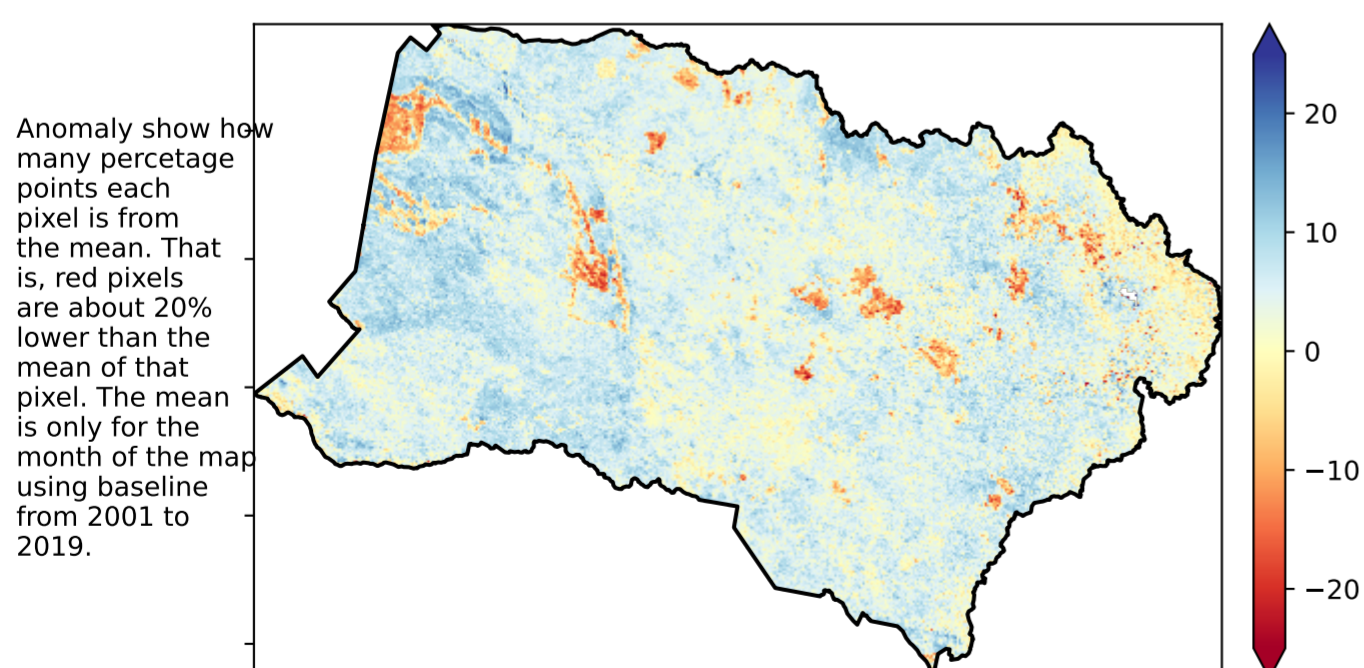 Anomaly show how
many percetage
points each
pixel is from
the mean. That
is, red pixels
are about 20%
lower than the
mean of that
pixel. The mean
is only for the
month of the map
using baseline
from 2001 to
2019.
20
10
0
−10
−20